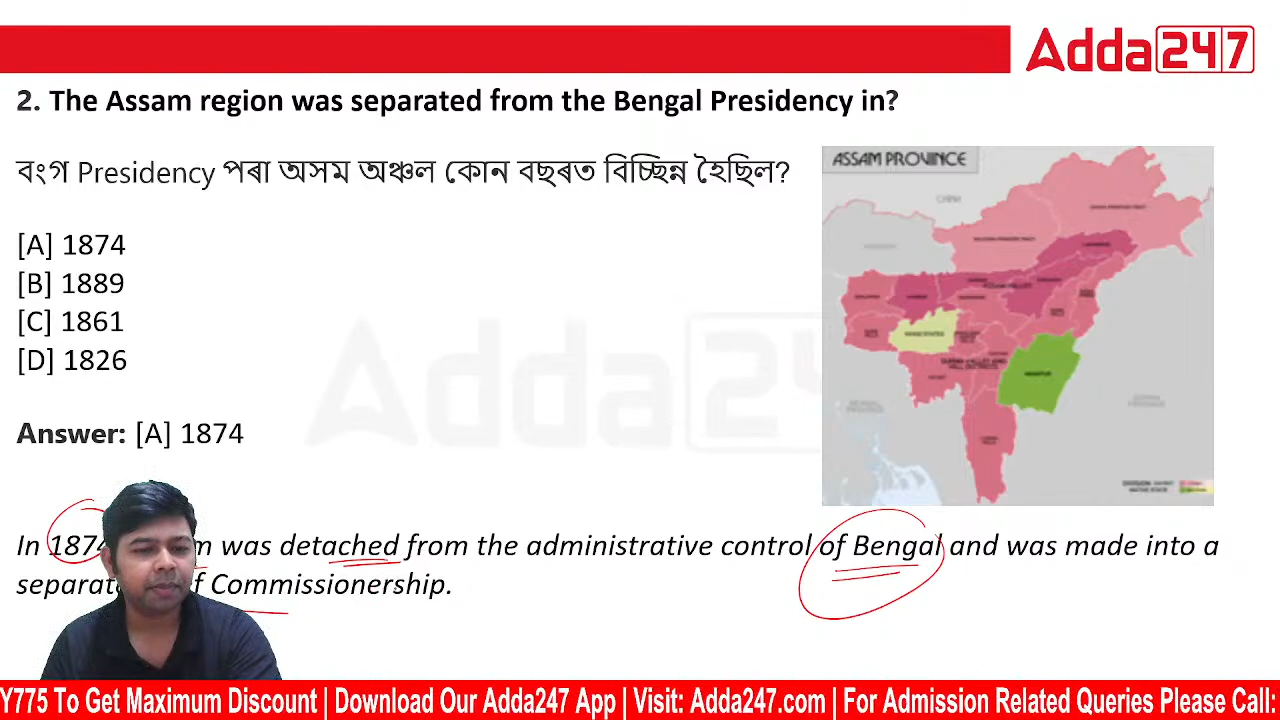 Adda247
2. The Assam region was separated from the Bengal Presidency in?
বংগ Presidency পৰা অসম অঞ্চল কোন বছৰত বিচ্ছিন্ন হৈছিল?
ASSAM PROVINCE
[A] 1874
[B] 1889
[C] 1861
[D] 1826
Answer: [A] 1874
In 1874 was detached from the administrative control of Bengal and was made into a
Commissionership.
Y775 To Get Maximum Discount | Download Our Adda247 App | Visit: Adda247.com | For Admission Related Queries Please Call: